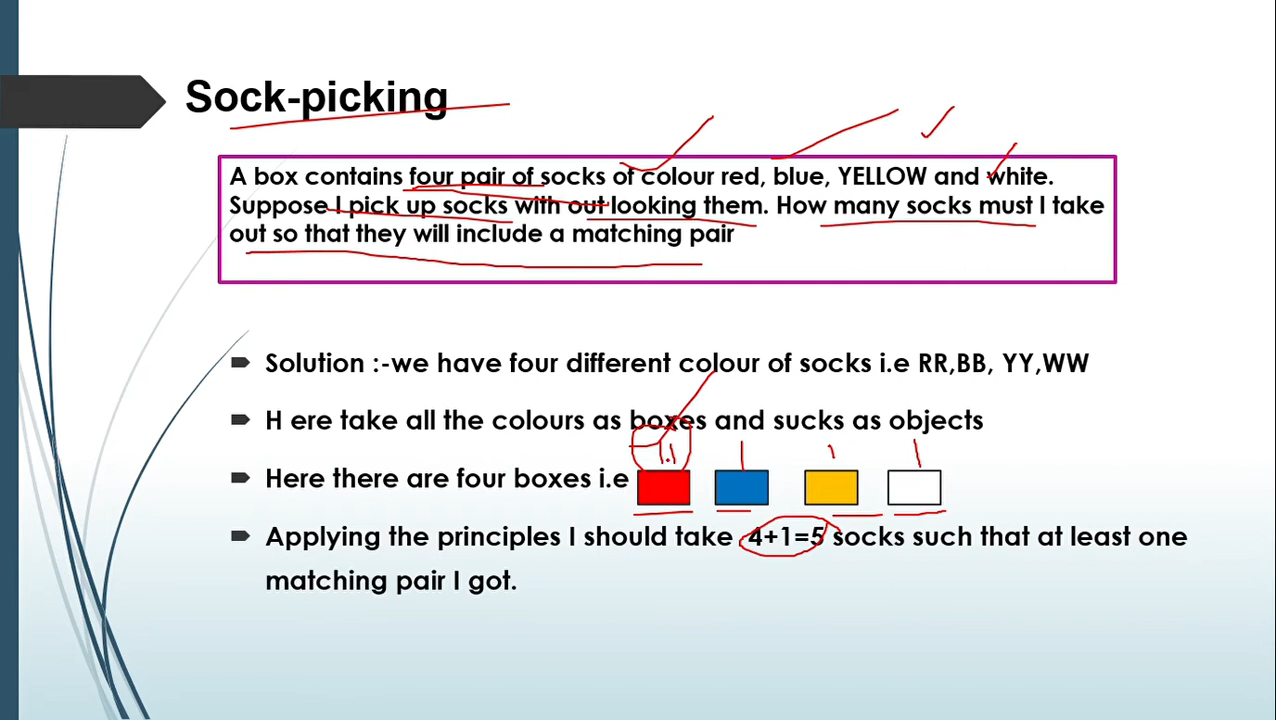 Sock-picking
A box contains four pair of socks of colour red, blue, YELLOW and white.
Suppose I pick up socks with out looking them. How many socks must I take
out so that they will include a matching pair
Solution :-we have four different colour of socks i.e RR,BB, YY,WW
H ere take all the colours as boxes and sucks as objects
Here there are four boxes i.e
Applying the principles I should take 4+1=5 socks such that at least one
matching pair I got.